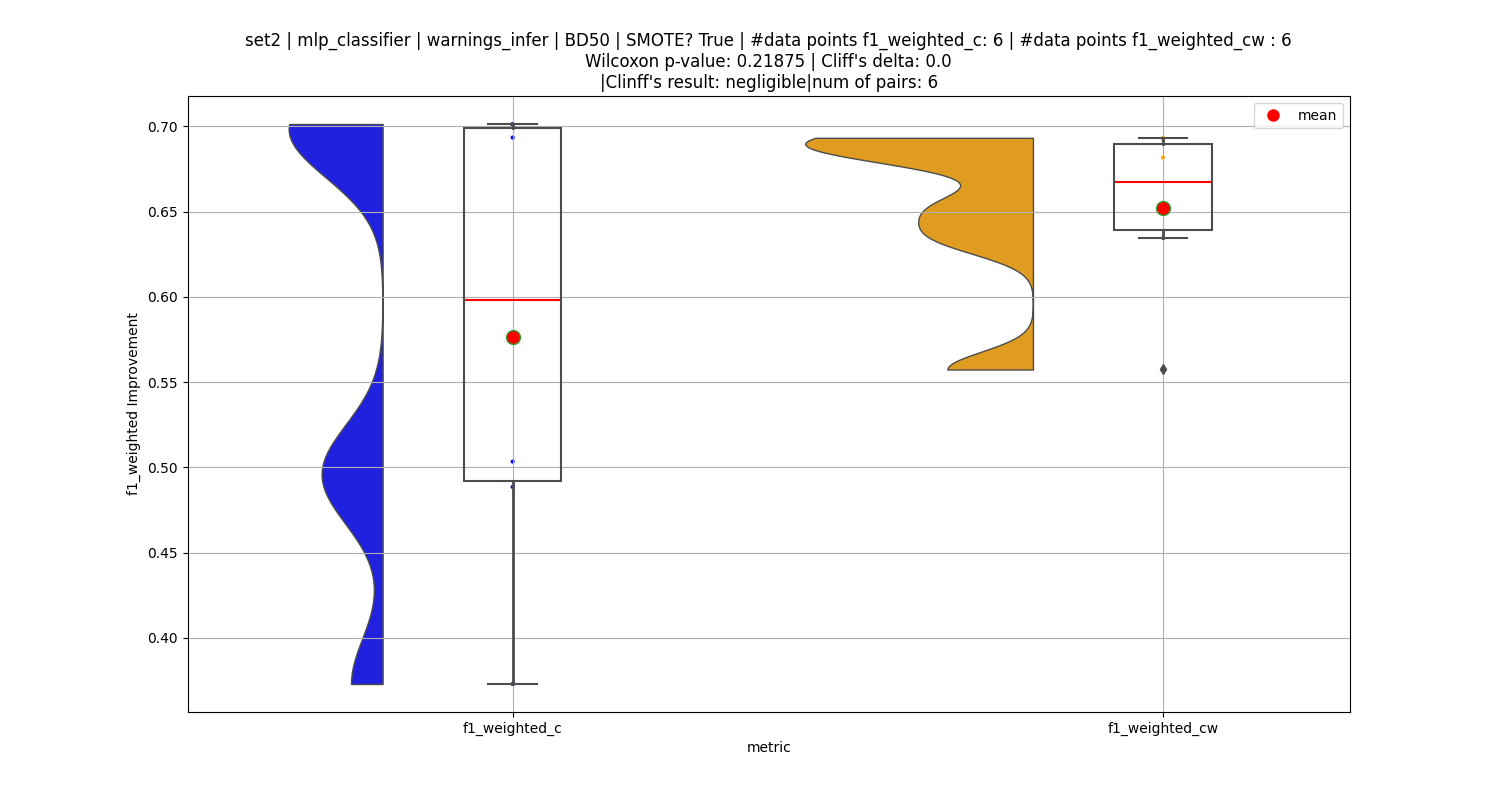 set2 | mlp_classifier | warnings_infer | BD50 | SMOTE? True | #data points f1_weighted_c: 6 | #data points f1_weighted_cw : 6
Wilcoxon p-value: 0.21875 | Cliff's delta: 0.0
|Clinff's result: negligible|num of pairs: 6
mean
0.70
0.65
0.60
0.55
0.50
0.45
0.40
f1_weighted Improvement
f1_weighted_c
f1_weighted_cw
metric